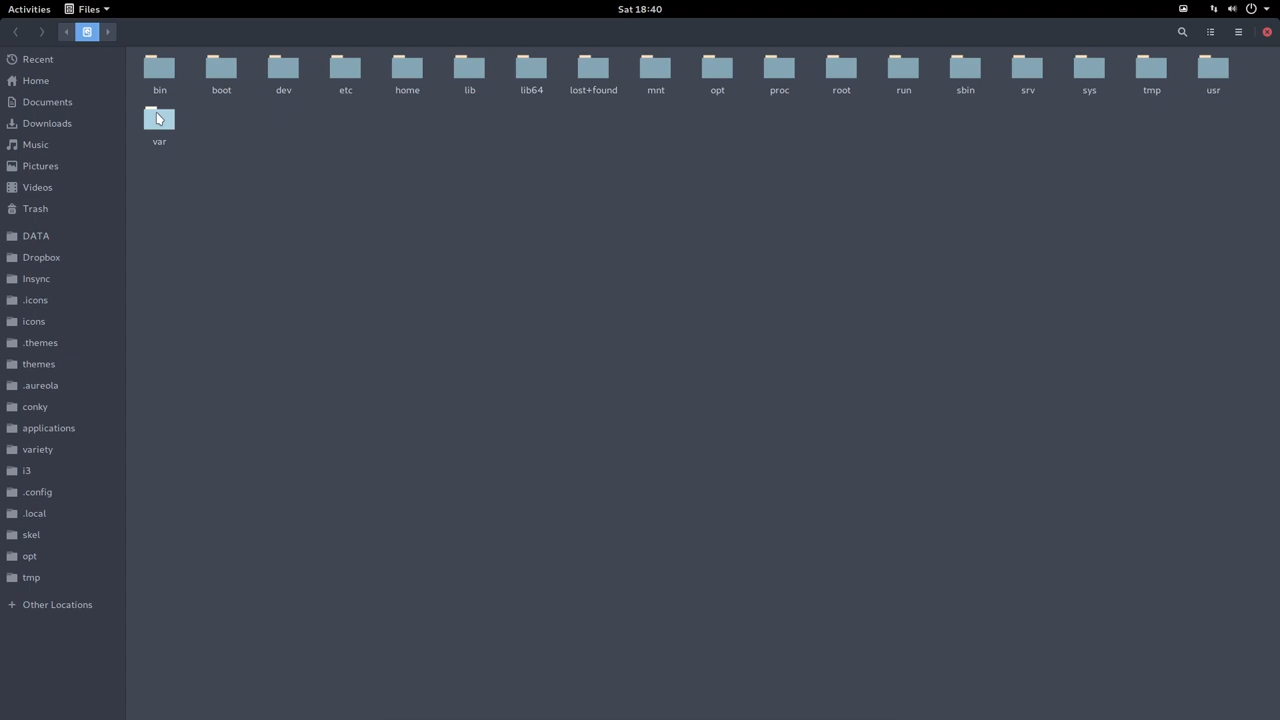 Activities Files Sat 18:40
Recent
Home
Documents
Downloads
Music
Pictures
Videos
Trash
DATA
Dropbox
Insync
.icons
icons
.themes
themes
.aureola
conky
applications
variety
i3
.config
.local
skel
opt
tmp
Other Locations
bin boot dev etc home lib lib64 lost+found mnt opt proc root run sbin srv sys tmp usr
var